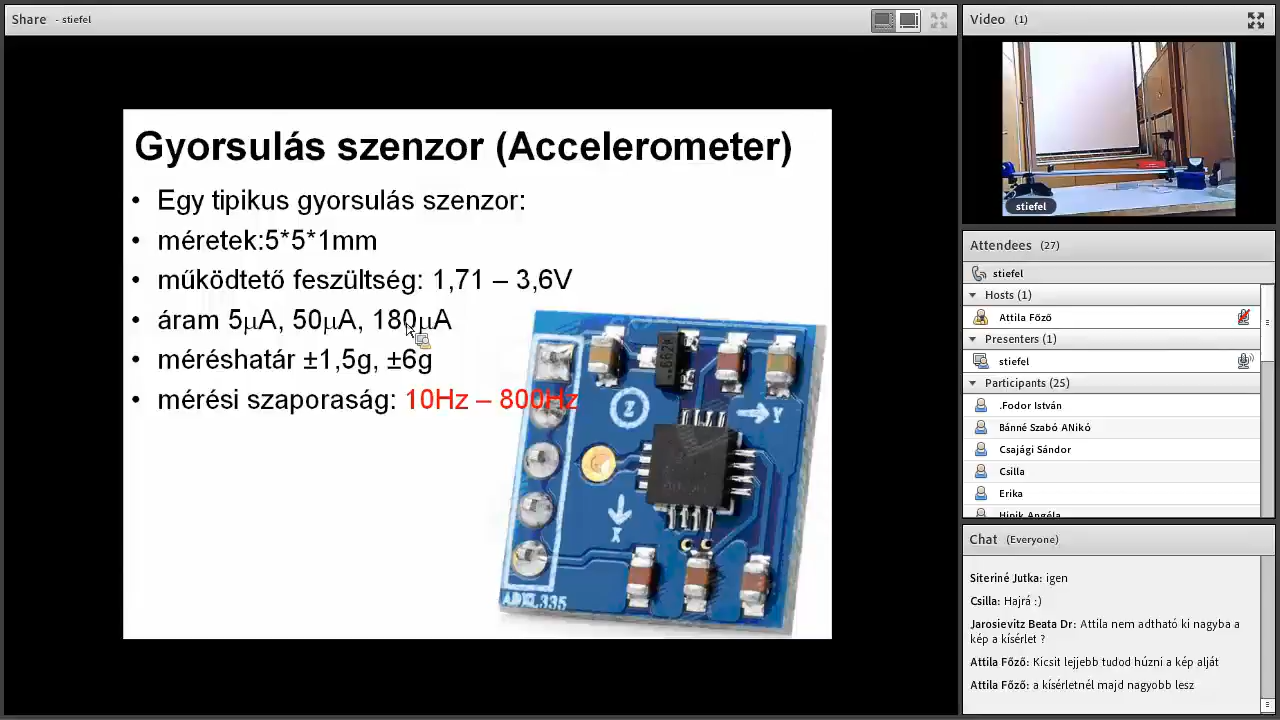 Share - stiefel
Gyorsulás szenzor (Accelerometer)
• Egy tipikus gyorsulás szenzor:
• méretek:5*5*1mm
• működtető feszültség: 1,71 – 3,6V
• áram 5μA, 50μA, 180μA
• méréshatár ±1,5g, ±6g
• mérési szaporaság: 10Hz – 800Hz
662K
Z
Y
X
ADXL335
Video (1)
stiefel
Attendees (27)
stiefel
Hosts (1)
Attila Főző
Presenters (1)
stiefel
Participants (25)
.Fodor István
Bánné Szabó ANikó
Csajági Sándor
Csilla
Erika
Hipik Angéla
Chat (Everyone)
Siteriné Jutka: igen
Csilla: Hajrá :)
Jarosievitz Beata Dr: Attila nem adtható ki nagyba a
kép a kísérlet ?
Attila Főző: Kicsit lejjebb tudod húzni a kép alját
Attila Főző: a kísérletnél majd nagyobb lesz